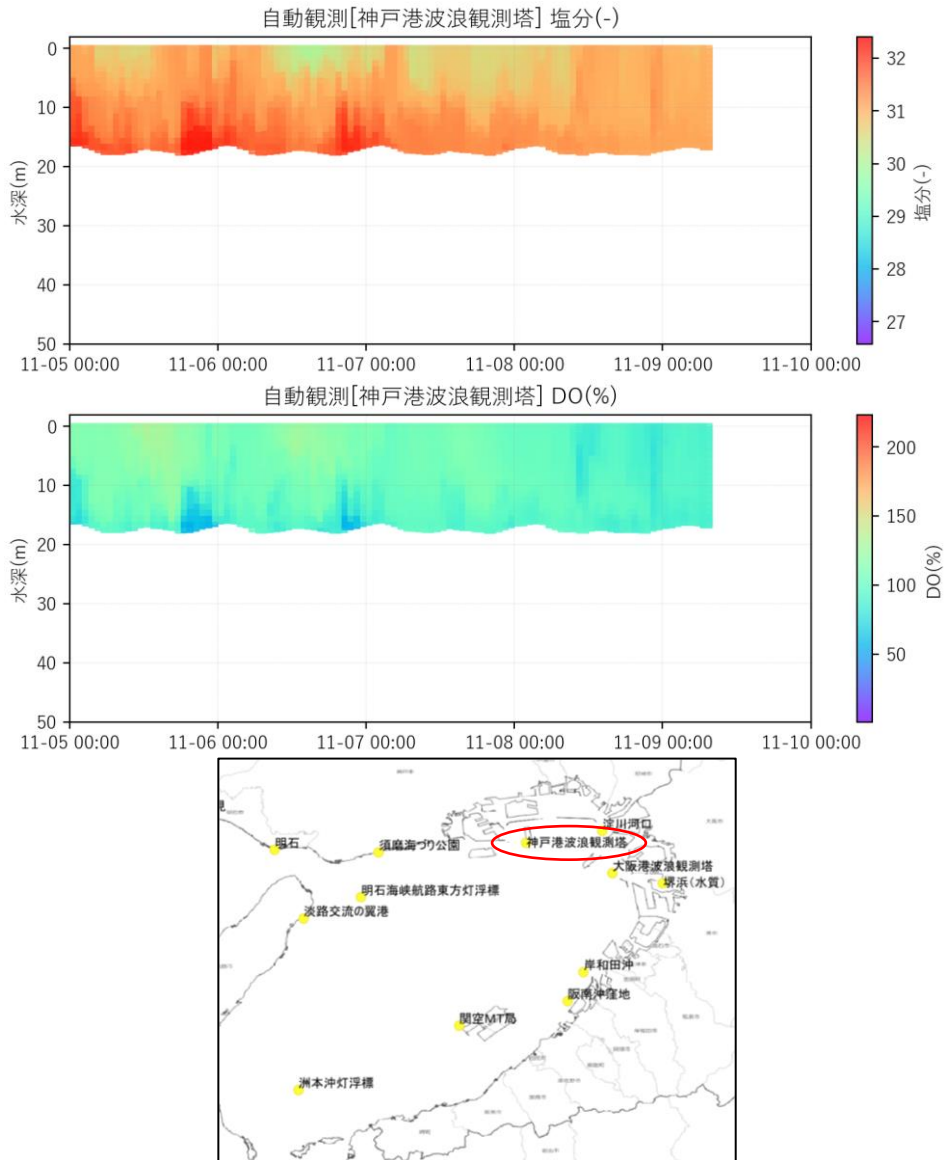 自動観測[神戸港波浪観測塔] 塩分(-)
0
10
20
30
40
50
水深(m)
11-05 00:00
11-06 00:00
11-07 00:00
11-08 00:00
11-09 00:00
11-10 00:00
32
31
30
29
28
27
塩分(-)
自動観測[神戸港波浪観測塔] DO(%)
0
10
20
30
40
50
水深(m)
11-05 00:00
11-06 00:00
11-07 00:00
11-08 00:00
11-09 00:00
11-10 00:00
200
150
100
50
DO(%)
淀川河口
明石
須磨海づり公園
神戸港波浪観測塔
大阪港波浪観測塔
堺浜(水質)
明石海峡航路東方灯浮標
淡路交流の翼港
岸和田沖
阪南沖窪地
関空MT局
洲本沖灯浮標